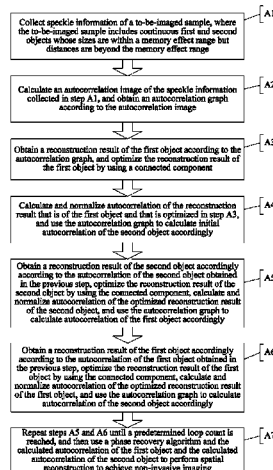 Collect speckle information of a to-be-imaged sample, where
the to-be-imaged sample includes continuous first and second
objects whose sizes are within a memory effect range but
distances are beyond the memory effect range
A1
Calculate an autocorrelation image of the speckle information
collected in step A1, and obtain an autocorrelation graph
according to the autocorrelation image
A2
Obtain a reconstruction result of the first object according to the
autocorrelation graph, and optimize the reconstruction result of
the first object by using a connected component
A3
Calculate and normalize autocorrelation of the reconstruction
result that is of the first object and that is optimized in step A3,
and use the autocorrelation graph to calculate initial
autocorrelation of the second object accordingly
A4
Obtain a reconstruction result of the second object accordingly
according to the autocorrelation of the second object obtained
in the previous step, optimize the reconstruction result of the
second object by using the connected component, calculate and
normalize autocorrelation of the optimized reconstruction result
of the second object, and use the autocorrelation graph to
calculate autocorrelation of the first object accordingly
A5
Obtain a reconstruction result of the first object accordingly
according to the autocorrelation of the first object obtained in
the previous step, optimize the reconstruction result of the first
object by using the connected component, calculate and
normalize autocorrelation of the optimized reconstruction result
of the first object, and use the autocorrelation graph to
calculate autocorrelation of the second object accordingly
A6
Repeat steps A5 and A6 until a predetermined loop count is
reached, and then use a phase recovery algorithm and the
calculated autocorrelation of the first object and the calculated
autocorrelation of the second object to perform spatial
reconstruction to achieve non-invasive imaging
A7